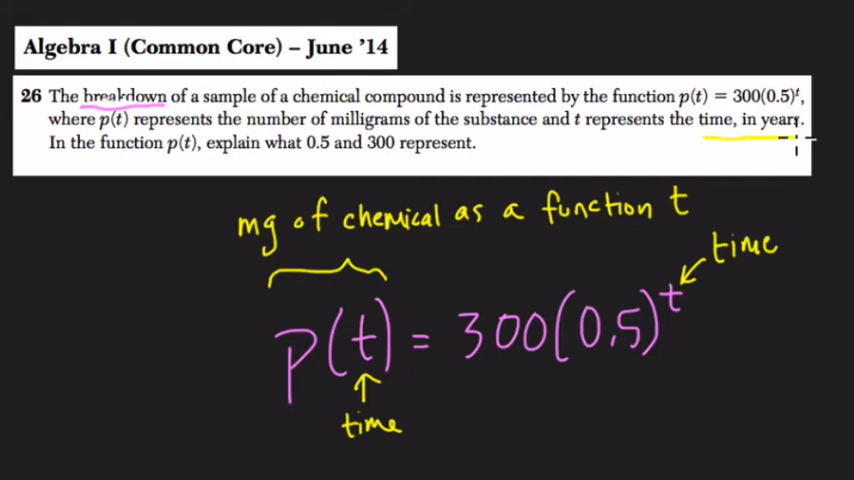 Algebra I (Common Core) – June ’14
26 The breakdown of a sample of a chemical compound is represented by the function p(t) = 300(0.5)ᵗ,
where p(t) represents the number of milligrams of the substance and t represents the time, in years.
In the function p(t), explain what 0.5 and 300 represent.
mg of chemical as a function t
time
P(t) = 300(0.5)ᵗ
time